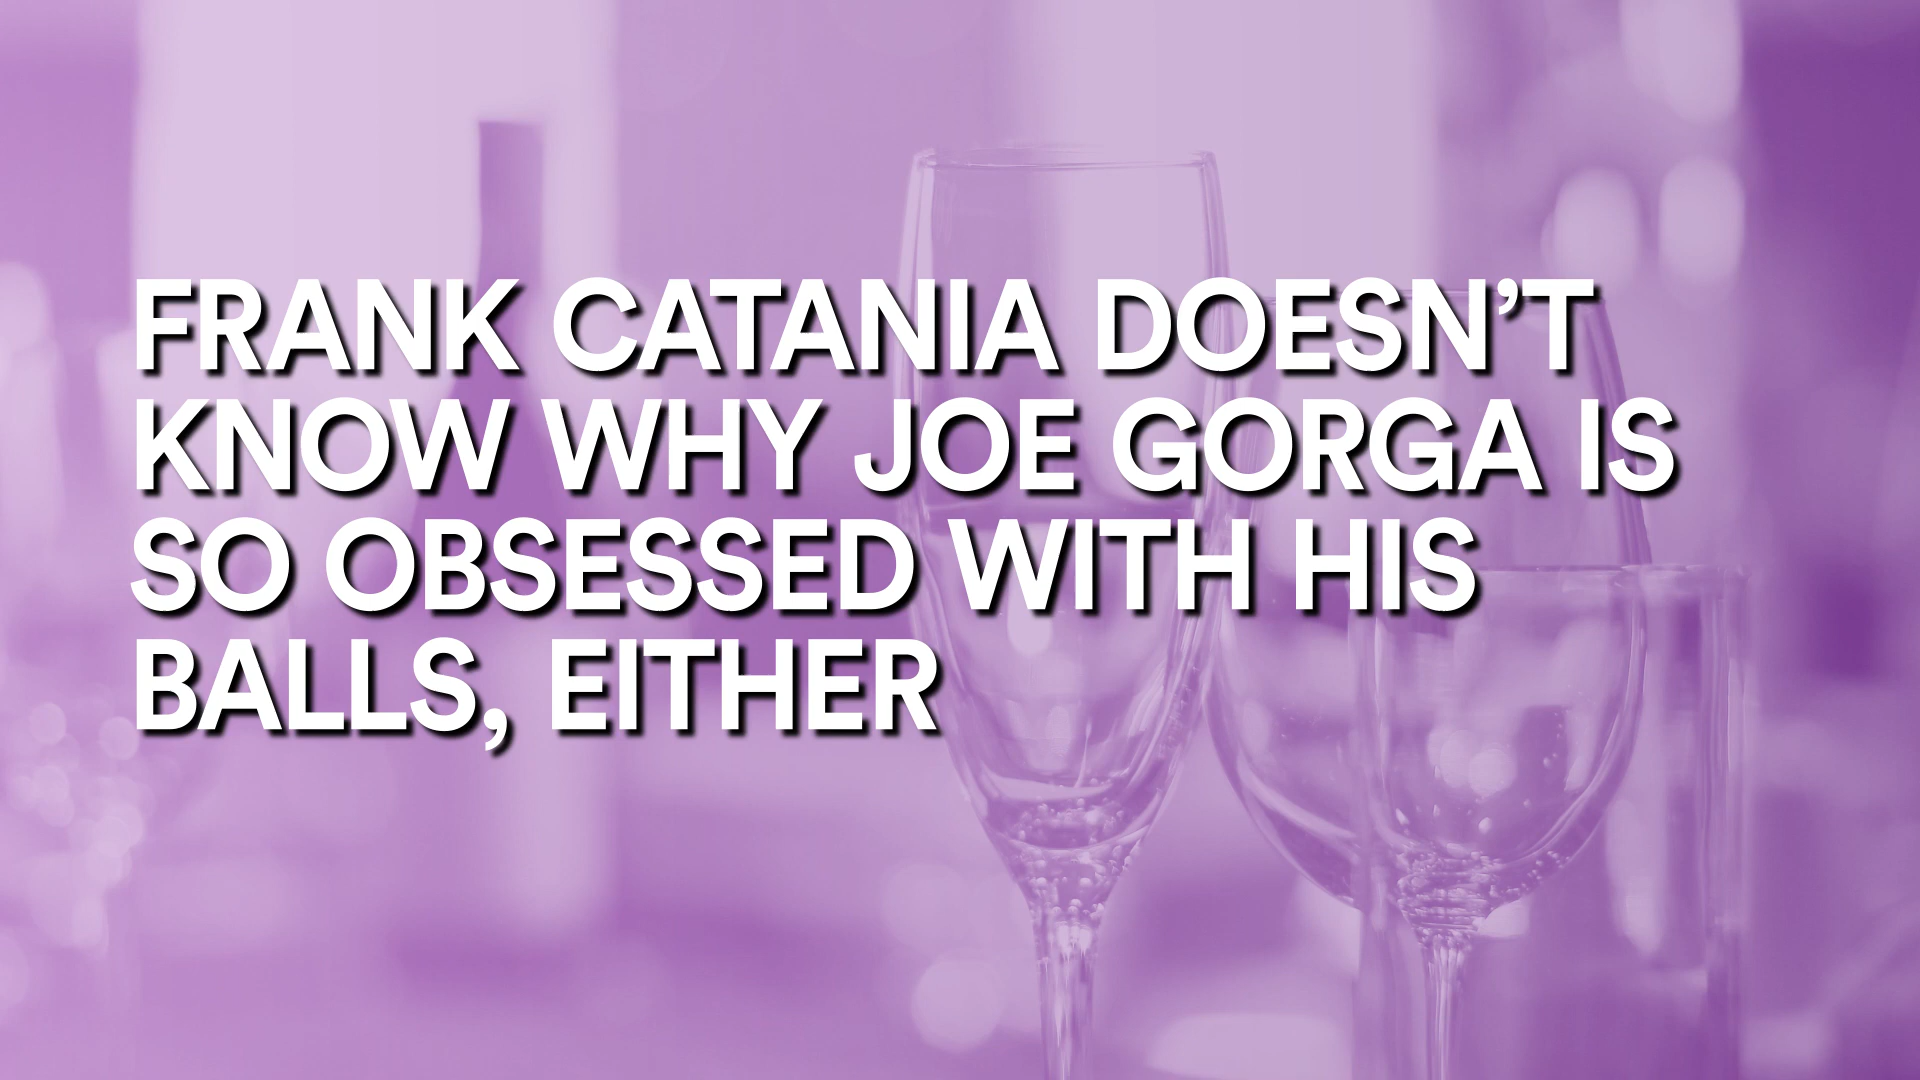 FRANK CATANIA DOESN’T
KNOW WHY JOE GORGA IS
SO OBSESSED WITH HIS
BALLS, EITHER